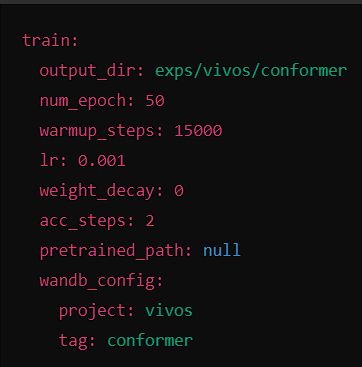 train:
  output_dir: exps/vivos/conformer
  num_epoch: 50
  warmup_steps: 15000
  lr: 0.001
  weight_decay: 0
  acc_steps: 2
  pretrained_path: null
  wandb_config:
    project: vivos
    tag: conformer